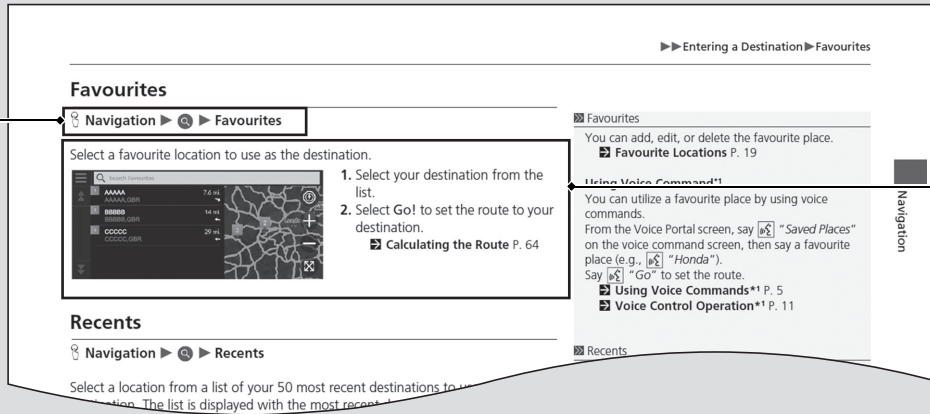 ▶▶Entering a Destination▶Favourites
Favourites
Navigation ▶ ▶ Favourites
Select a favourite location to use as the destination.
Search Favourites
1 AAAAA 7.6 mi.
AAAAA,GBR
1 BBBBB 14 mi.
BBBBB,GBR
1 CCCCC 29 mi.
CCCCC,GBR
1. Select your destination from the
list.
2. Select Go! to set the route to your
destination.
Calculating the Route P. 64
Recents
Navigation ▶ ▶ Recents
Select a location from a list of your 50 most recent destinations to
The list is displayed with the most recent
Favourites
You can add, edit, or delete the favourite place.
Favourite Locations P. 19
Using Voice Command*1
You can utilize a favourite place by using voice
commands.
From the Voice Portal screen, say "Saved Places"
on the voice command screen, then say a favourite
place (e.g., "Honda").
Say "Go" to set the route.
Using Voice Commands*1 P. 5
Voice Control Operation*1 P. 11
Recents
Navigation